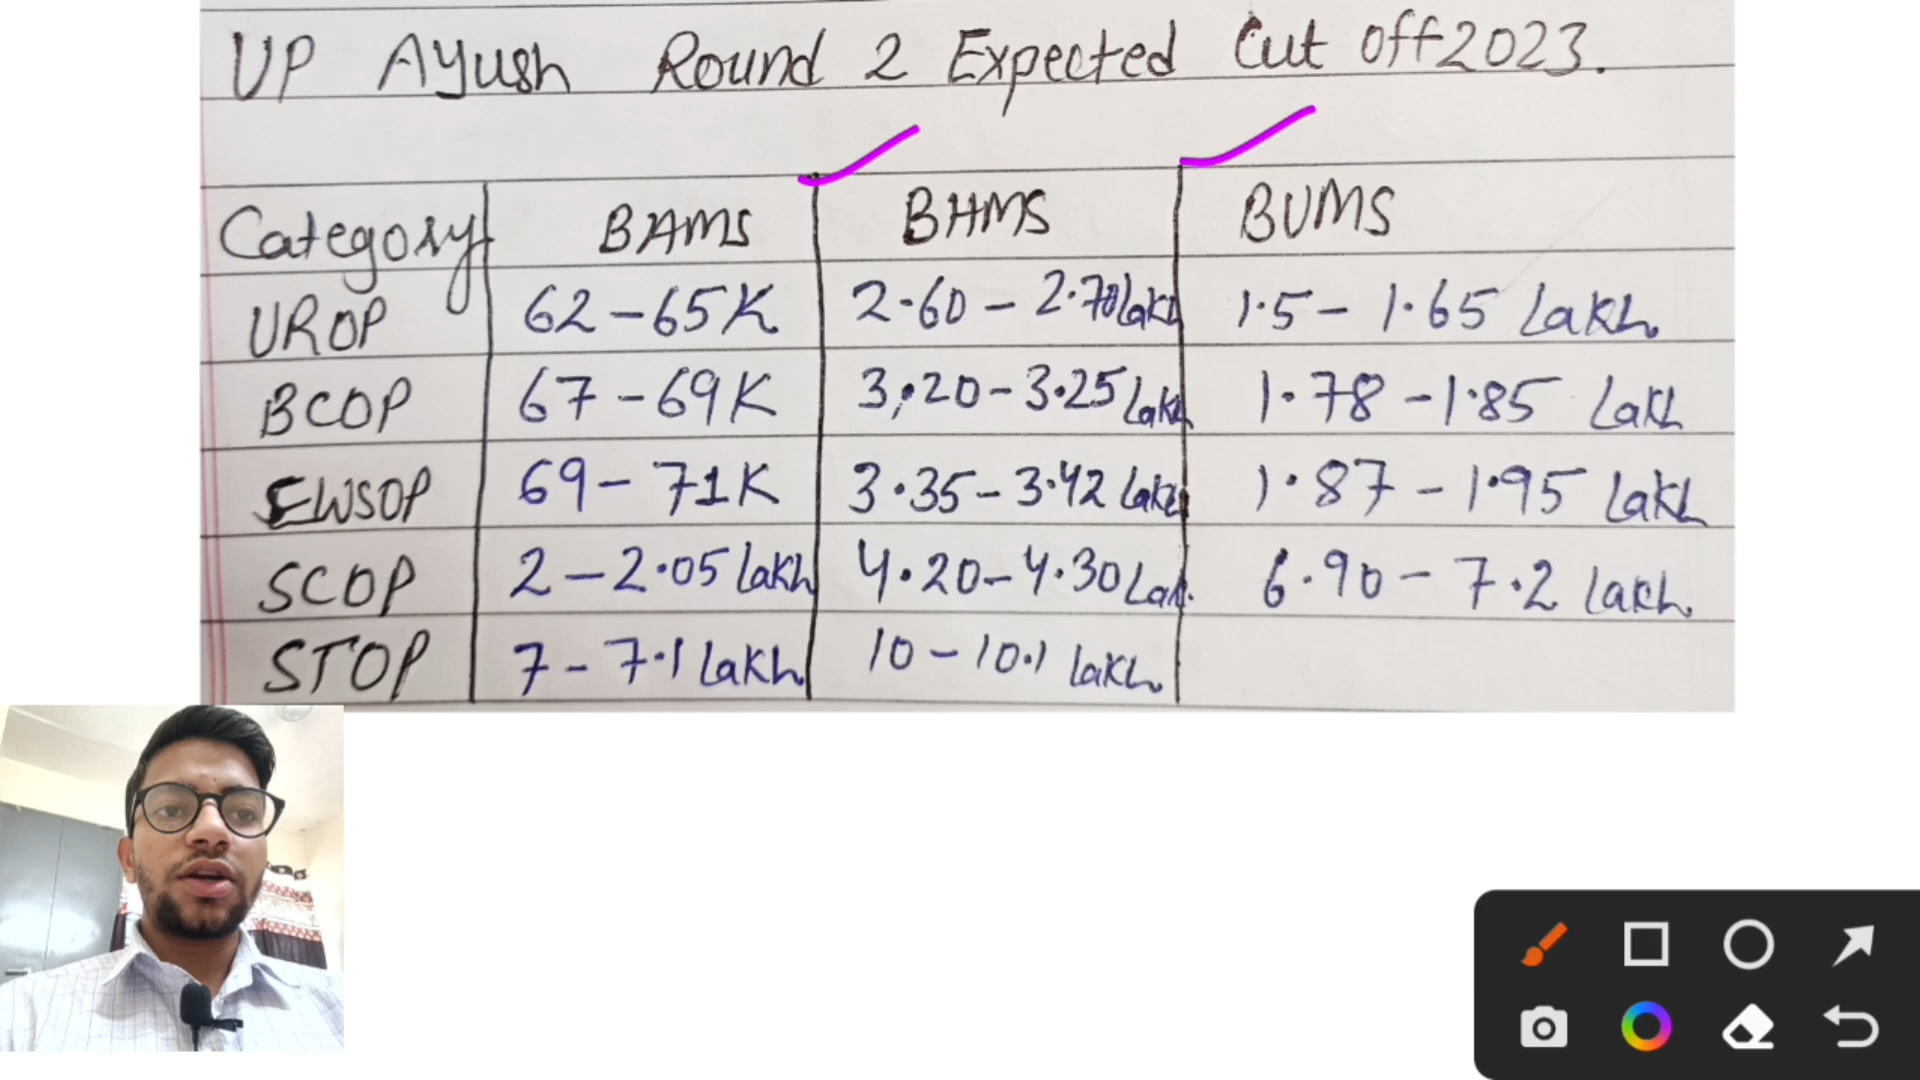 UP Ayush Round 2 Expected Cut off 2023.
Category BAMS BHMS BUMS
UROP 62-65K 2.60-2.70 Lakh 1.5-1.65 Lakh
BCOP 67-69K 3.20-3.25 Lakh 1.78-1.85 Lakh
EWSOP 69-71K 3.35-3.42 Lakh 1.87-1.95 Lakh
SCOP 2-2.05 Lakh 4.20-4.30 Lak. 6.90-7.2 Lakh
STOP 7-7.1 Lakh 10-10.1 Lakh